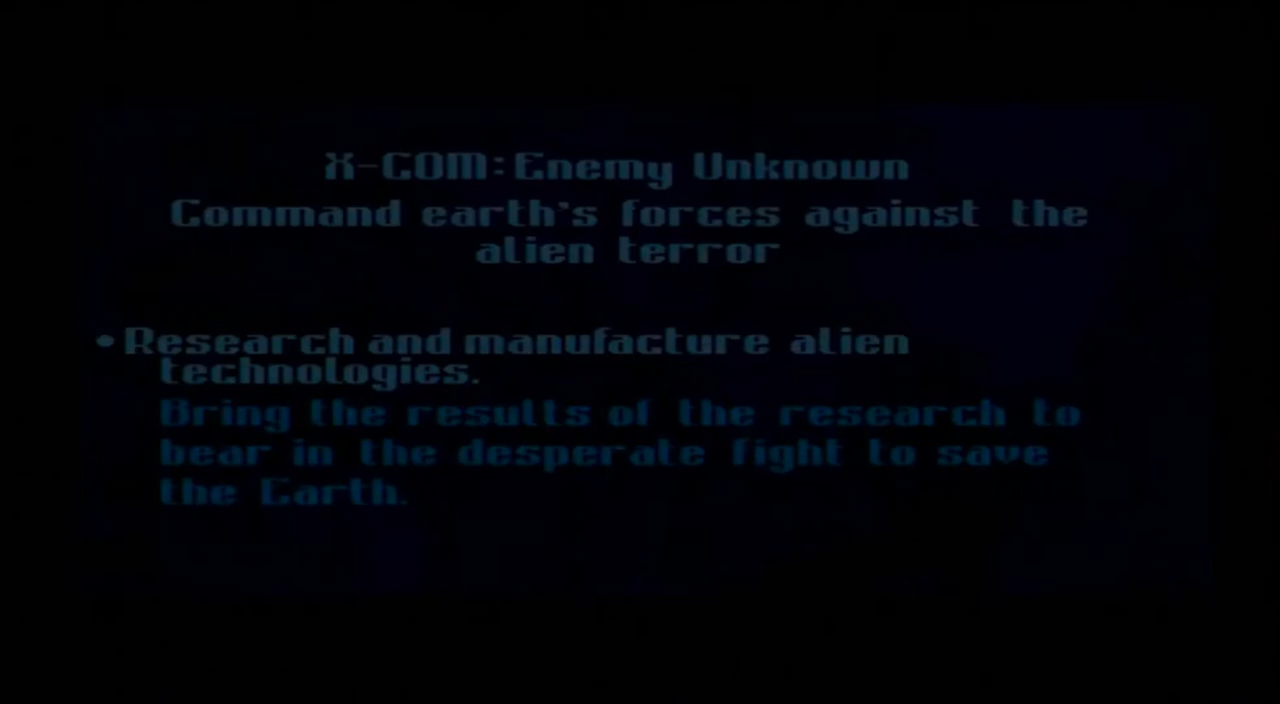 X-COM: Enemy Unknown
Command earth's forces against the
alien terror
• Research and manufacture alien
technologies.
Bring the results of the research to
bear in the desperate fight to save
the Earth.